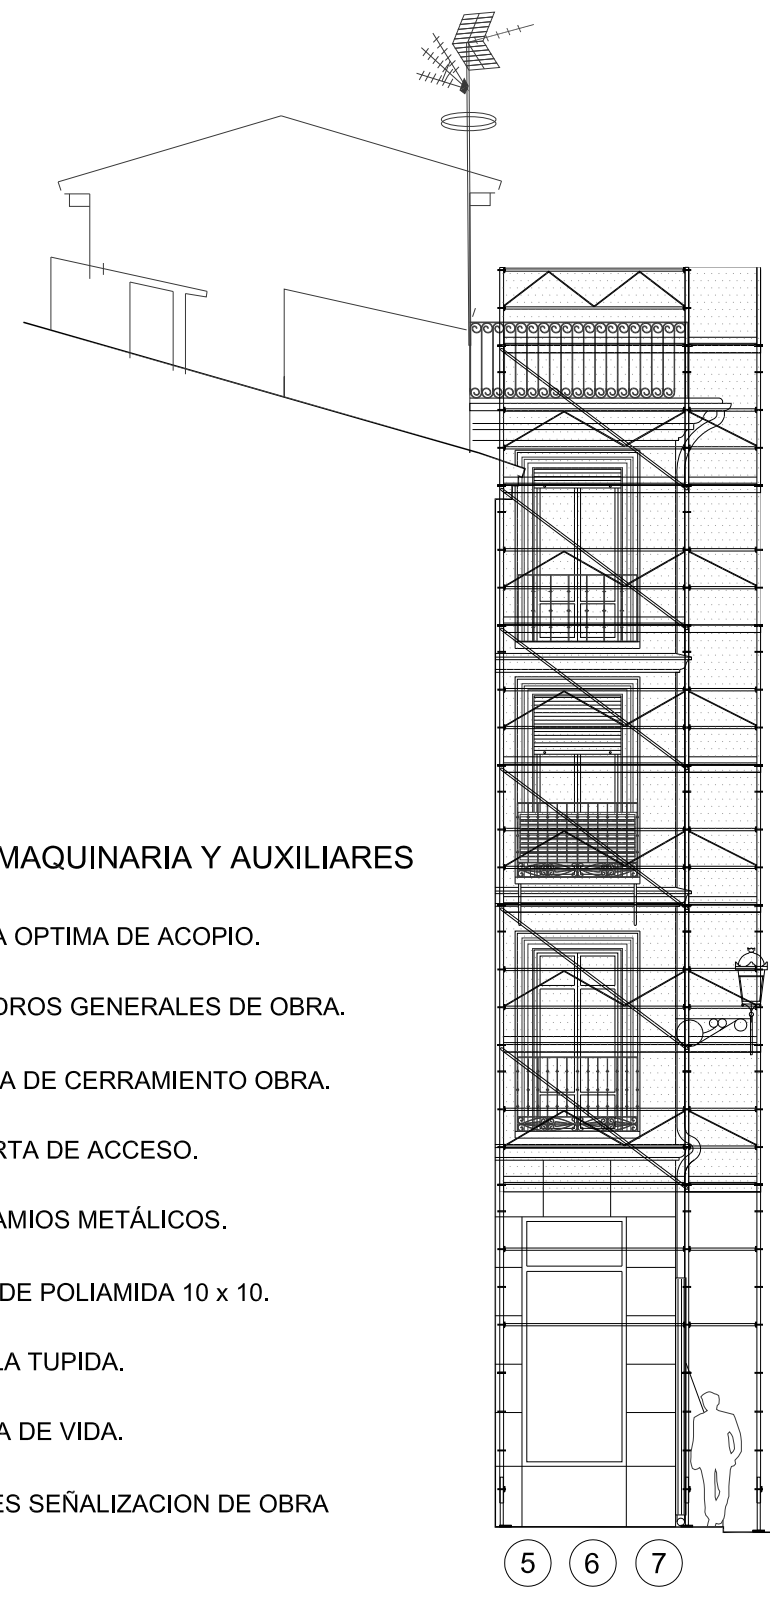 MAQUINARIA Y AUXILIARES
A OPTIMA DE ACOPIO.
DROS GENERALES DE OBRA.
A DE CERRAMIENTO OBRA.
RTA DE ACCESO.
AMIOS METÁLICOS.
DE POLIAMIDA 10 x 10.
LA TUPIDA.
A DE VIDA.
ES SEÑALIZACION DE OBRA
5 6 7